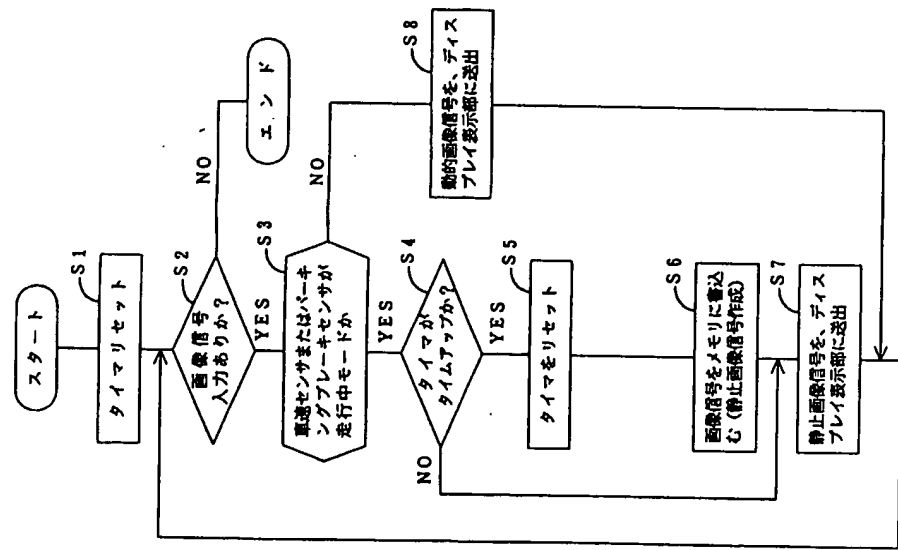 スタート
S1
タイマリセット
S2
画像信号
入力ありか?
NO
エンド
YES
S3
車速センサまたはパーキ
ングブレーキセンサが
走行中モードか
NO
YES
S8
動的画像信号を、ディス
プレイ表示部に送出
S4
タイマが
タイムアップか?
NO
YES
S5
タイマをリセット
S6
画像信号をメモリに書込
む(静止画像信号作成)
S7
静止画像信号を、ディス
プレイ表示部に送出